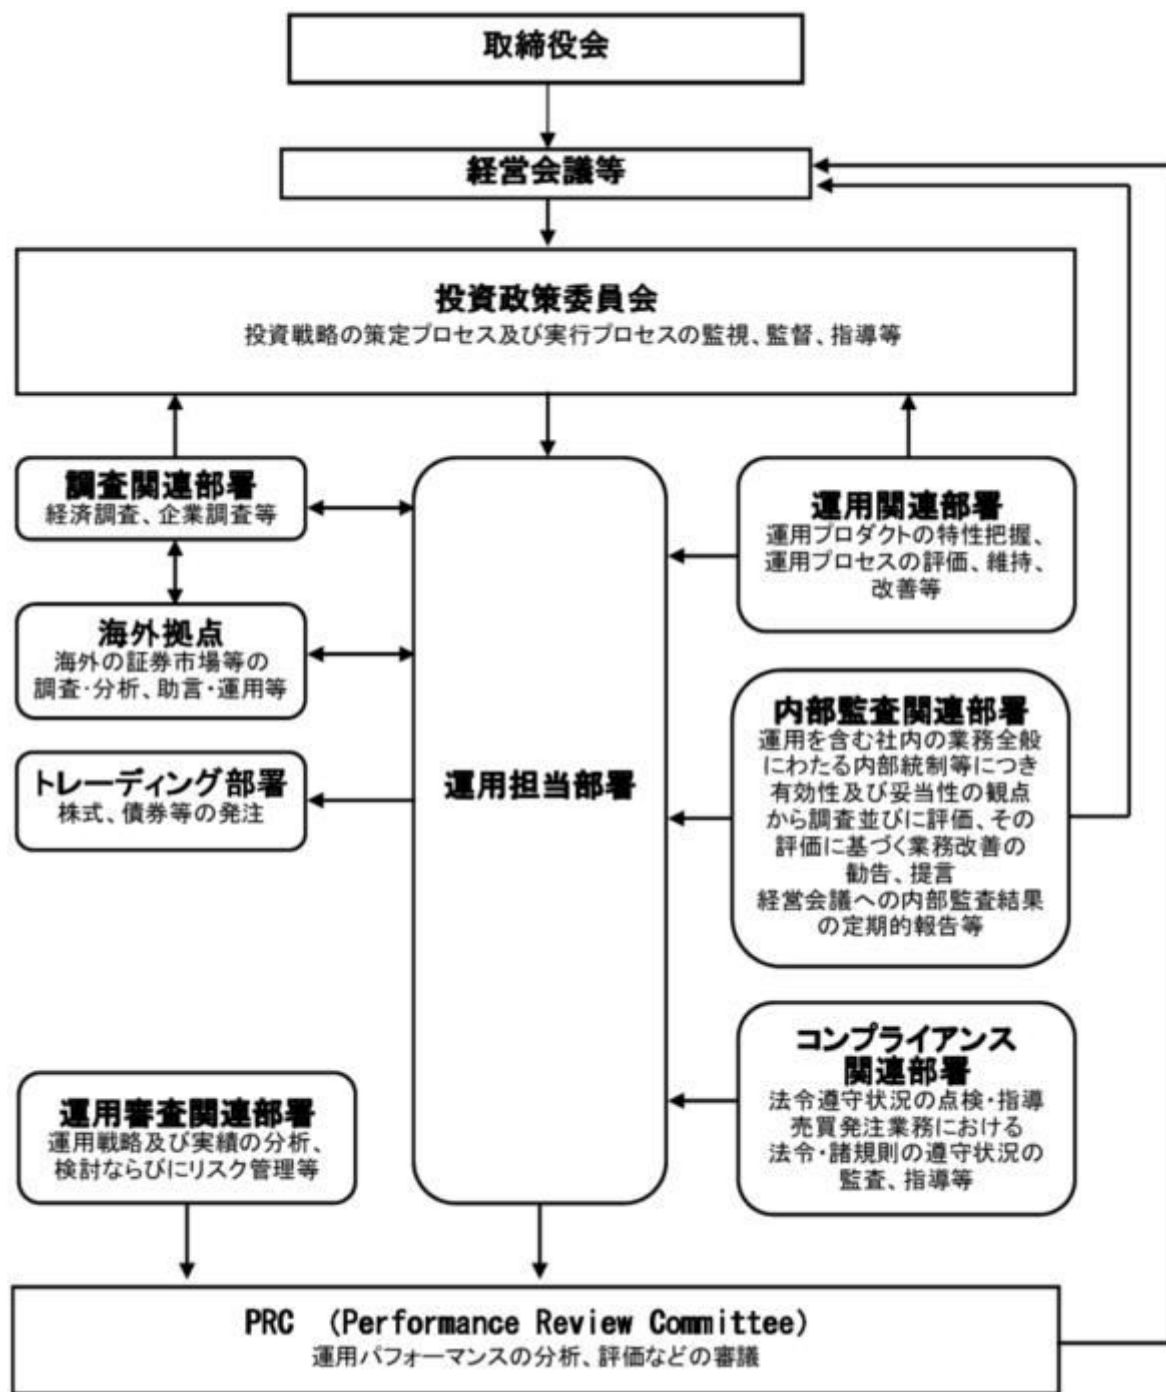 取締役会
経営会議等
投資政策委員会
投資戦略の策定プロセス及び実行プロセスの監視、監督、指導等
調査関連部署
経済調査、企業調査等
海外拠点
海外の証券市場等の
調査・分析、助言・運用等
トレーディング部署
株式、債券等の発注
運用担当部署
運用関連部署
運用プロダクトの特性把握、
運用プロセスの評価、維持、
改善等
内部監査関連部署
運用を含む社内の業務全般
にわたる内部統制等につき
有効性及び妥当性の観点
から調査並びに評価、その
評価に基づく業務改善の
勧告、提言
経営会議への内部監査結果
の定期的報告等
コンプライアンス
関連部署
法令遵守状況の点検・指導
売買発注業務における
法令・諸規則の遵守状況の
監査、指導等
運用審査関連部署
運用戦略及び実績の分析、
検討ならびにリスク管理等
PRC (Performance Review Committee)
運用パフォーマンスの分析、評価などの審議